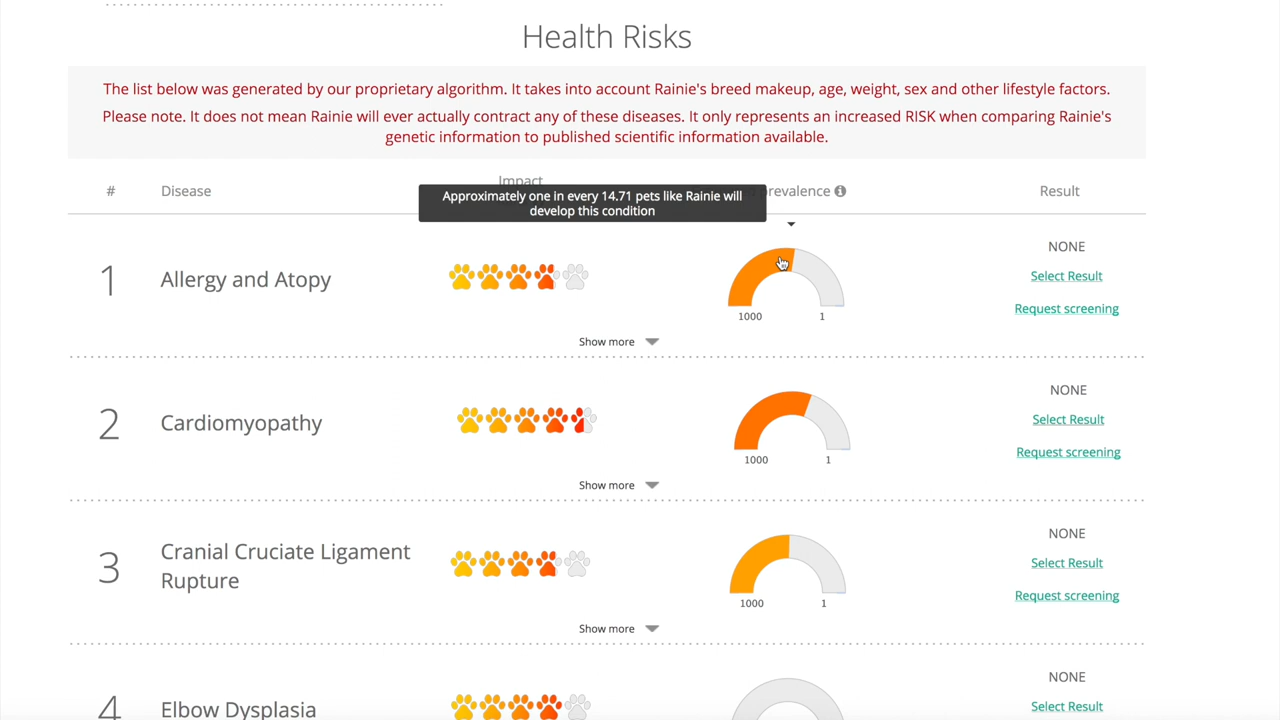 Health Risks
The list below was generated by our proprietary algorithm. It takes into account Rainie's breed makeup, age, weight, sex and other lifestyle factors.
Please note. It does not mean Rainie will ever actually contract any of these diseases. It only represents an increased RISK when comparing Rainie's
genetic information to published scientific information available.
# Disease Impact prevalence Result
Approximately one in every 14.71 pets like Rainie will
develop this condition
1 Allergy and Atopy
NONE
Select Result
Request screening
1000 1
Show more
2 Cardiomyopathy
NONE
Select Result
Request screening
1000 1
Show more
3 Cranial Cruciate Ligament
Rupture
NONE
Select Result
Request screening
1000 1
Show more
4 Elbow Dysplasia
NONE
Select Result